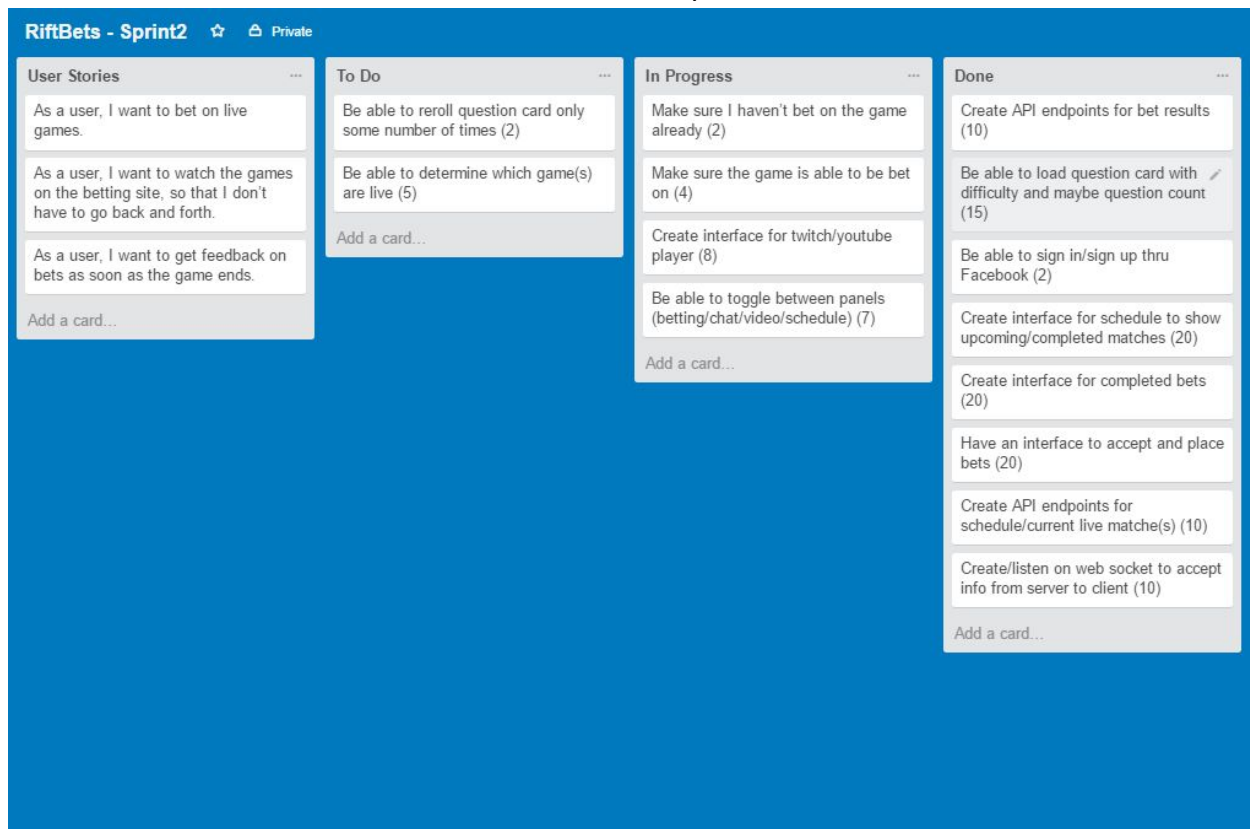 RiftBets - Sprint2
Private
User Stories
As a user, I want to bet on live
games.
As a user, I want to watch the games
on the betting site, so that I don't
have to go back and forth.
As a user, I want to get feedback on
bets as soon as the game ends.
Add a card...
To Do
Be able to reroll question card only
some number of times (2)
Be able to determine which game(s)
are live (5)
Add a card...
In Progress
Make sure I haven't bet on the game
already (2)
Make sure the game is able to be bet
on (4)
Create interface for twitch/youtube
player (8)
Be able to toggle between panels
(betting/chat/video/schedule) (7)
Add a card...
Done
Create API endpoints for bet results
(10)
Be able to load question card with
difficulty and maybe question count
(15)
Be able to sign in/sign up thru
Facebook (2)
Create interface for schedule to show
upcoming/completed matches (20)
Create interface for completed bets
(20)
Have an interface to accept and place
bets (20)
Create API endpoints for
schedule/current live matche(s) (10)
Create/listen on web socket to accept
info from server to client (10)
Add a card...